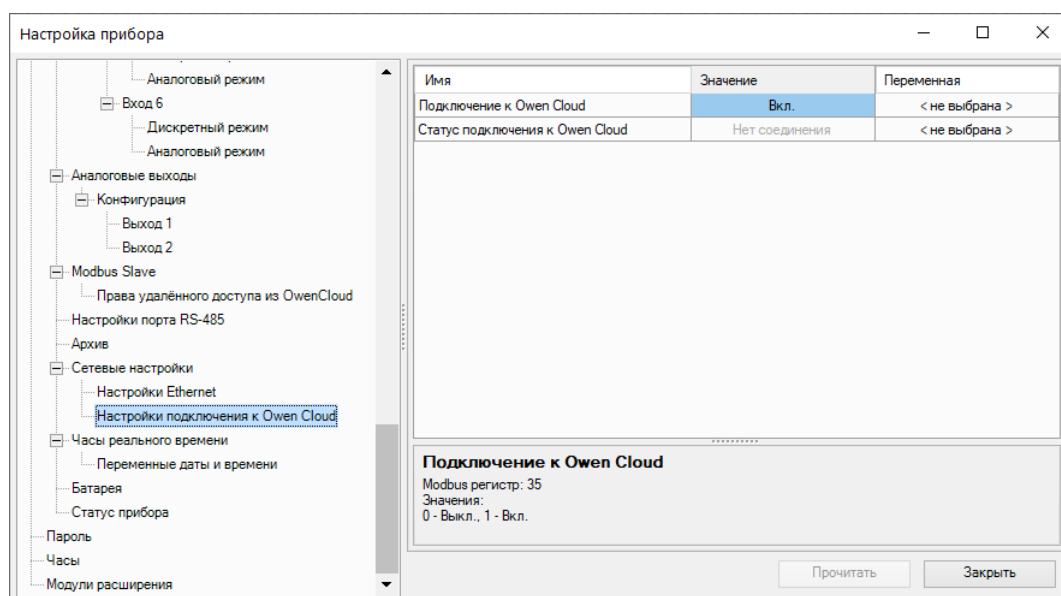 Настройка прибора
Аналоговый режим
Вход 6
Дискретный режим
Аналоговый режим
Аналоговые выходы
Конфигурация
Выход 1
Выход 2
Modbus Slave
Права удалённого доступа из OwenCloud
Настройки порта RS-485
Архив
Сетевые настройки
Настройки Ethernet
Настройки подключения к Owen Cloud
Часы реального времени
Переменные даты и времени
Батарея
Статус прибора
Пароль
Часы
Модули расширения
Имя Значение Переменная
Подключение к Owen Cloud Вкл. < не выбрана >
Статус подключения к Owen Cloud Нет соединения < не выбрана >
Подключение к Owen Cloud
Modbus регистр: 35
Значения:
0 - Выкл., 1 - Вкл.
Прочитать Закрыть